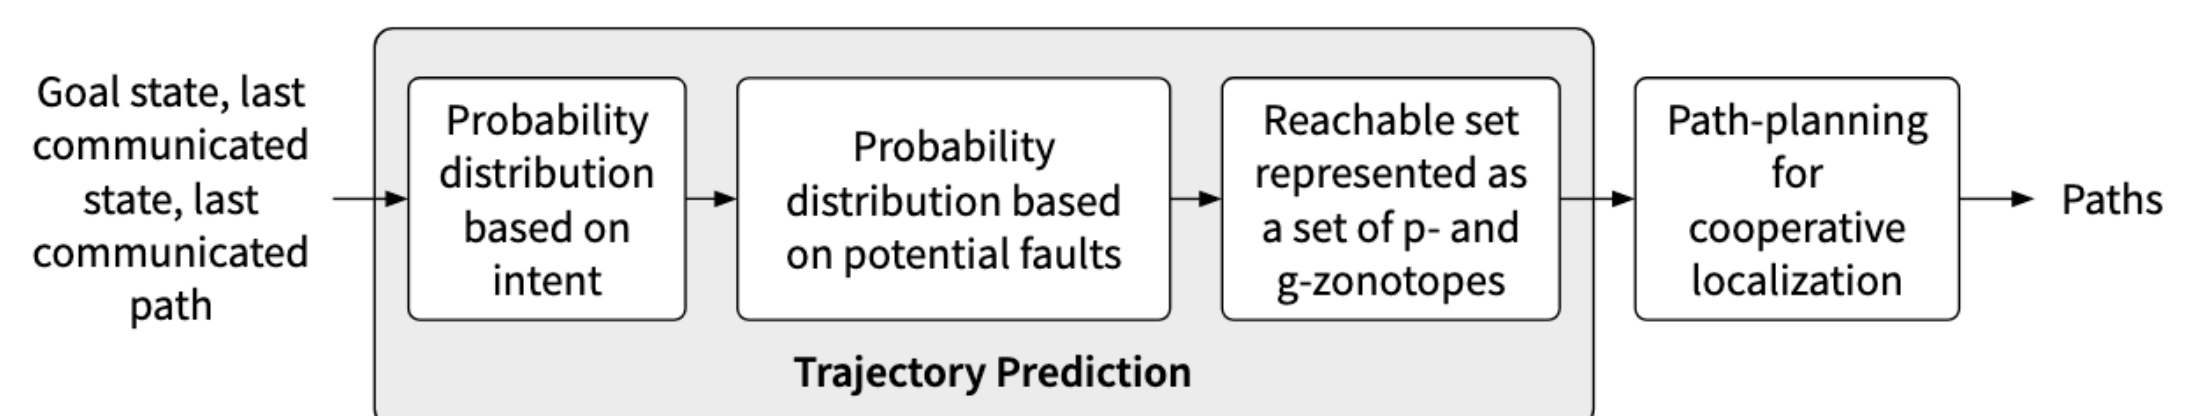 Goal state, last
communicated
state, last
communicated
path
Probability
distribution
based on
intent
Probability
distribution based
on potential faults
Reachable set
represented as
a set of p- and
g-zonotopes
Trajectory Prediction
Path-planning
for
cooperative
localization
Paths